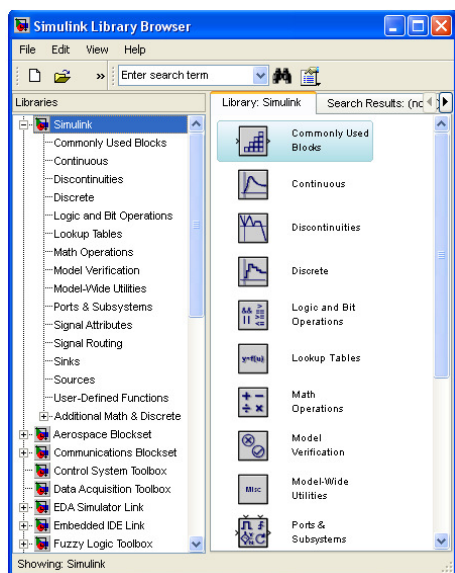 Simulink Library Browser
File Edit View Help
» Enter search term
Libraries
Library: Simulink Search Results: (no
Simulink
Commonly Used Blocks
Continuous
Discontinuities
Discrete
Logic and Bit Operations
Lookup Tables
Math Operations
Model Verification
Model-Wide Utilities
Ports & Subsystems
Signal Attributes
Signal Routing
Sinks
Sources
User-Defined Functions
Additional Math & Discrete
Aerospace Blockset
Communications Blockset
Control System Toolbox
Data Acquisition Toolbox
EDA Simulator Link
Embedded IDE Link
Fuzzy Logic Toolbox
Commonly Used
Blocks
Continuous
Discontinuities
Discrete
Logic and Bit
Operations
y=f(u)
Lookup Tables
+ −
÷ ×
Math
Operations
Model
Verification
Misc
Model-Wide
Utilities
Ports &
Subsystems
Showing: Simulink